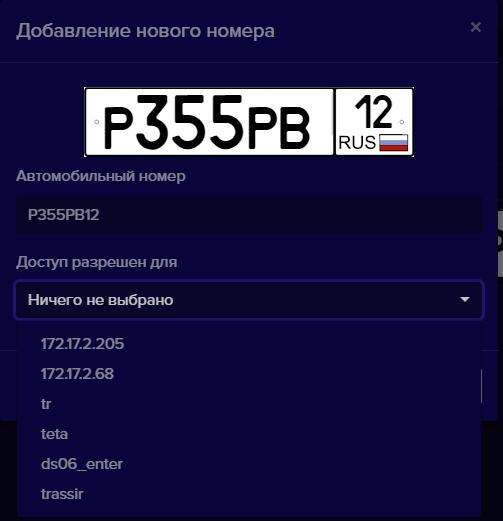 Добавление нового номера
×
Р355РВ 12
RUS
Автомобильный номер
Р355РВ12
Доступ разрешен для
Ничего не выбрано
172.17.2.205
172.17.2.68
tr
teta
ds06_enter
trassir